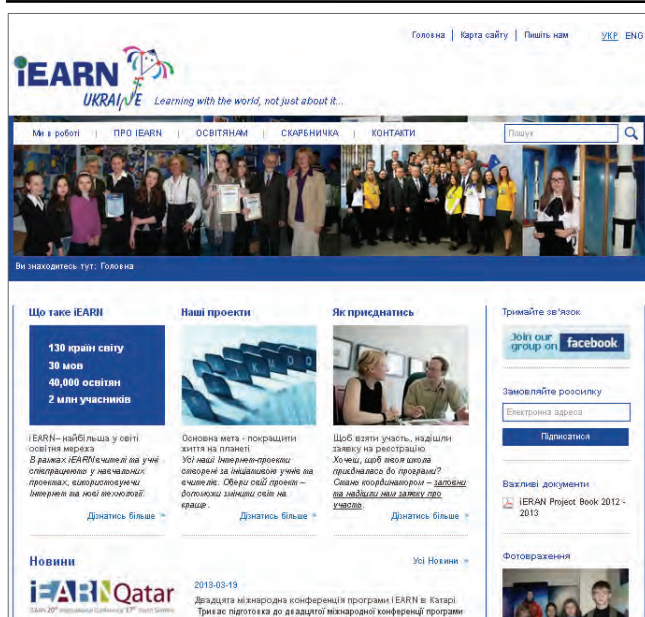 Головна | Карта сайту | Пишіть нам УКР ENG
iEARN
UKRAINE Learning with the world, not just about it...
Ми в роботі | ПРО IEARN | ОСВІТЯНАМ | СКАРБНИЧКА | КОНТАКТИ
Пошук
Ви знаходитесь тут: Головна
Що таке iEARN
130 країн світу
30 мов
40,000 освітян
2 млн учасників
iEARN– найбільша у світі
освітня мережа
В рамках iEARNвчителі та учні
співпрацюють у навчальних
проектах, використовуючи
Інтернет та нові технології.
Дізнатись більше »
Наші проекти
Основна мета - покращити
життя на планеті
Усі наші Інтернет-проекти
створені за ініціативою учнів та
вчителів. Обери свій проект –
допоможи змінити світ на
краще.
Дізнатись більше »
Як приєднатись
Щоб взяти участь, надішли
заявку на реєстрацію
Хочеш, щоб твоя школа
приєдналась до програми?
Стань координатором – заповни
та надішли нам заявку про
участь.
Дізнатись більше »
Тримайте зв'язок
Join our
group on facebook
Замовляйте розсилку
Електронна адреса
Підписатися
Важливі документи
iERAN Project Book 2012 -
2013
Фотовраження
Новини
Усі Новини »
iEARN Qatar
2013-03-19
Двадцята міжнародна конференція програми iEARN в Катарі
Триває підготовка до двадцятої міжнародної конференції програми